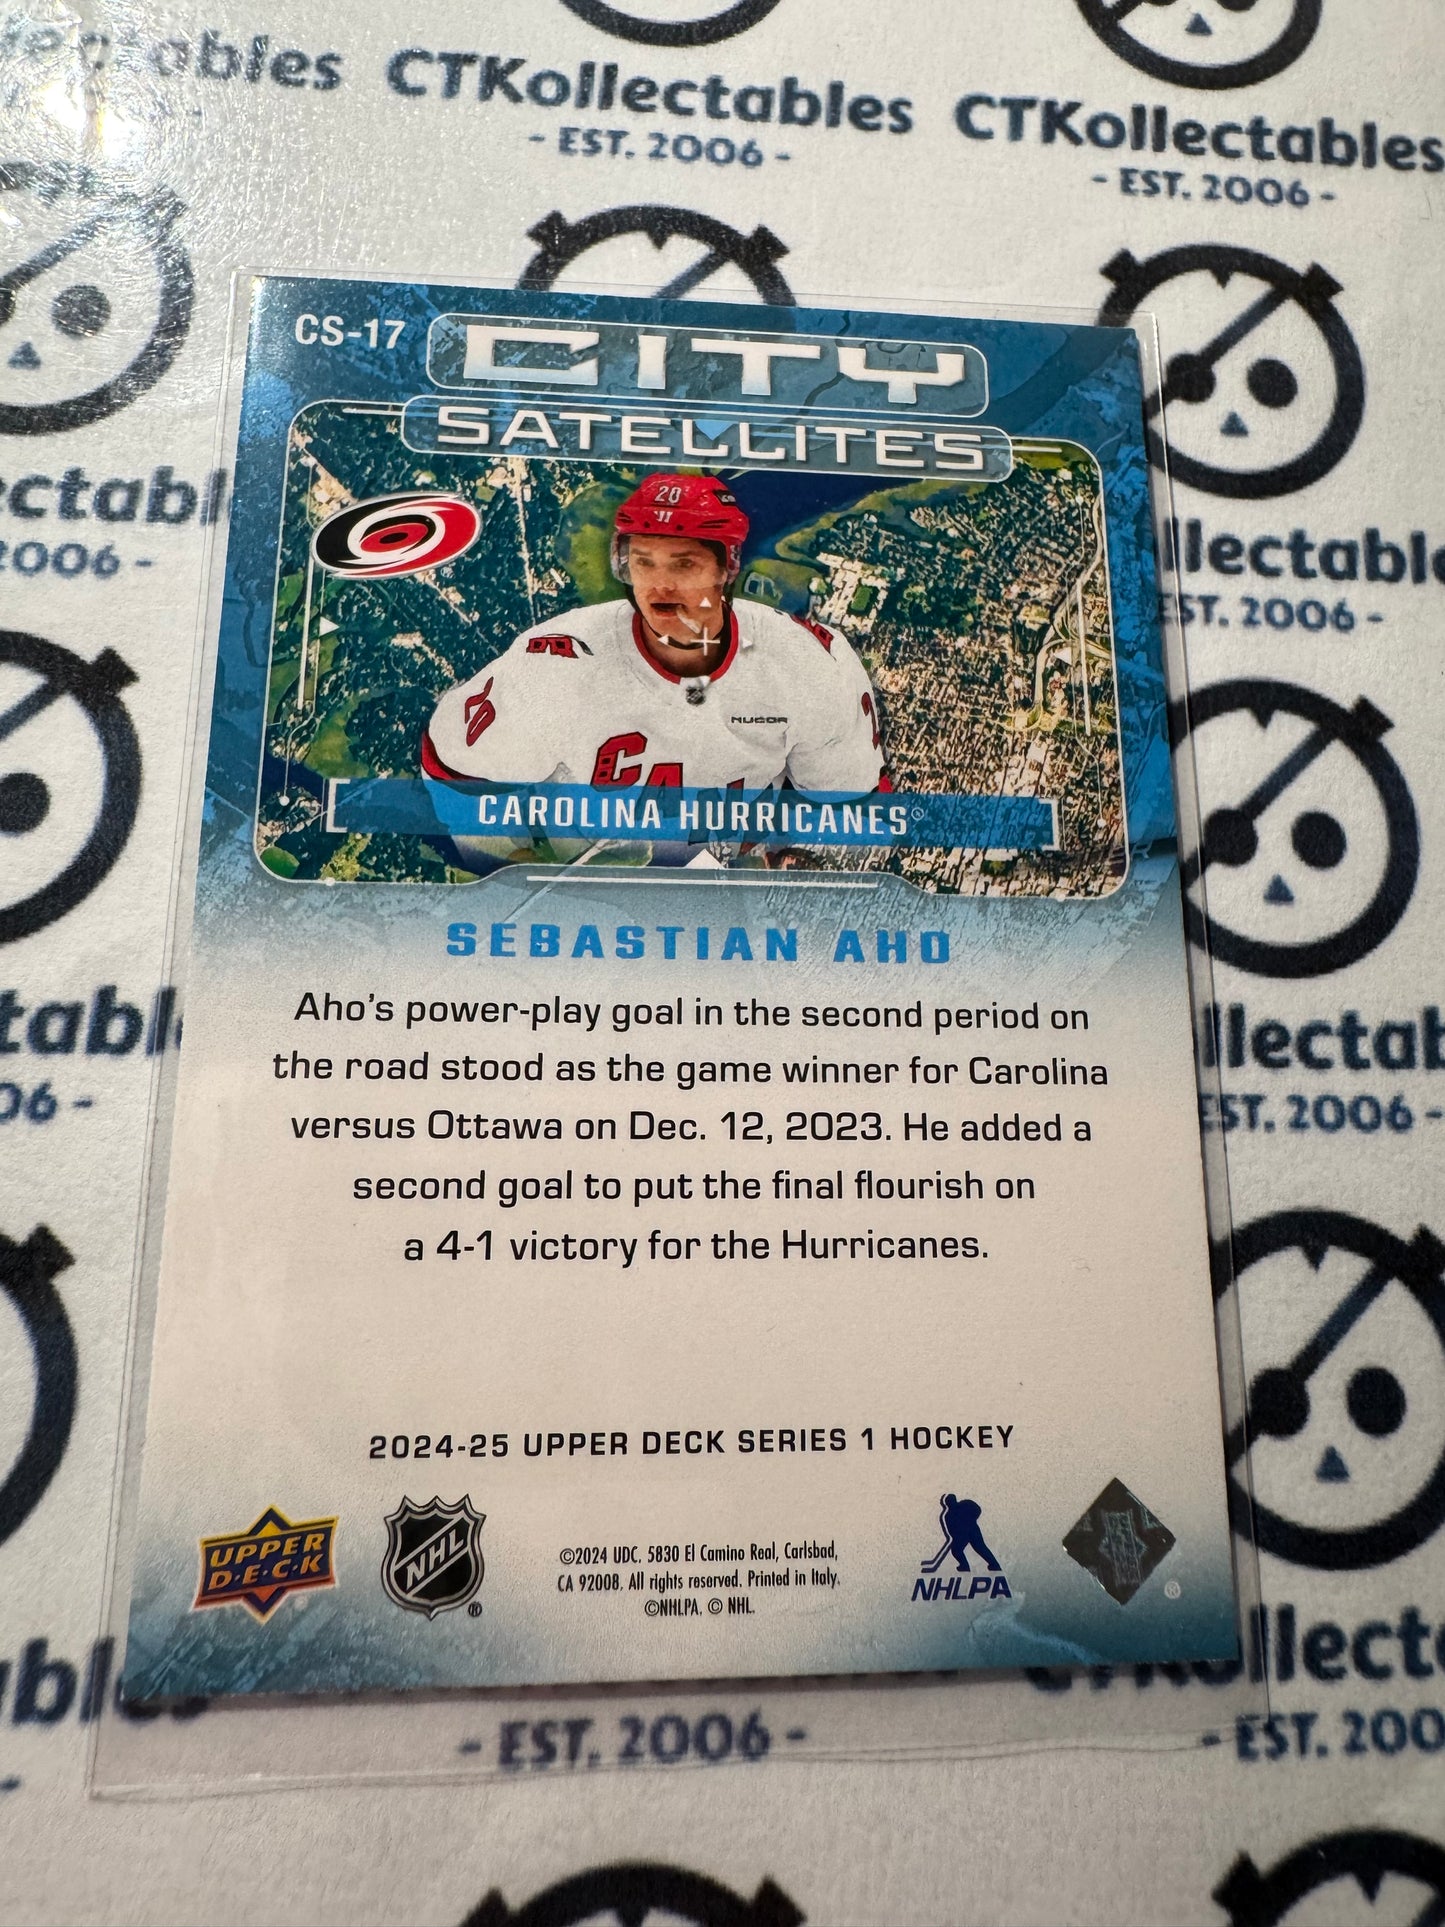 CTKollectables CTKollectables
- EST. 2006 - - EST. 2006 -
CS-17
CITY
SATELLITES
20
NUCOR
CAROLINA HURRICANES®
SEBASTIAN AHO
Aho's power-play goal in the second period on
the road stood as the game winner for Carolina
versus Ottawa on Dec. 12, 2023. He added a
second goal to put the final flourish on
a 4-1 victory for the Hurricanes.
2024-25 UPPER DECK SERIES 1 HOCKEY
UPPER
D·E·C·K
NHL
®
©2024 UDC. 5830 El Camino Real, Carlsbad,
CA 92008. All rights reserved. Printed in Italy.
©NHLPA. © NHL.
NHLPA
®
- EST. 2006 -